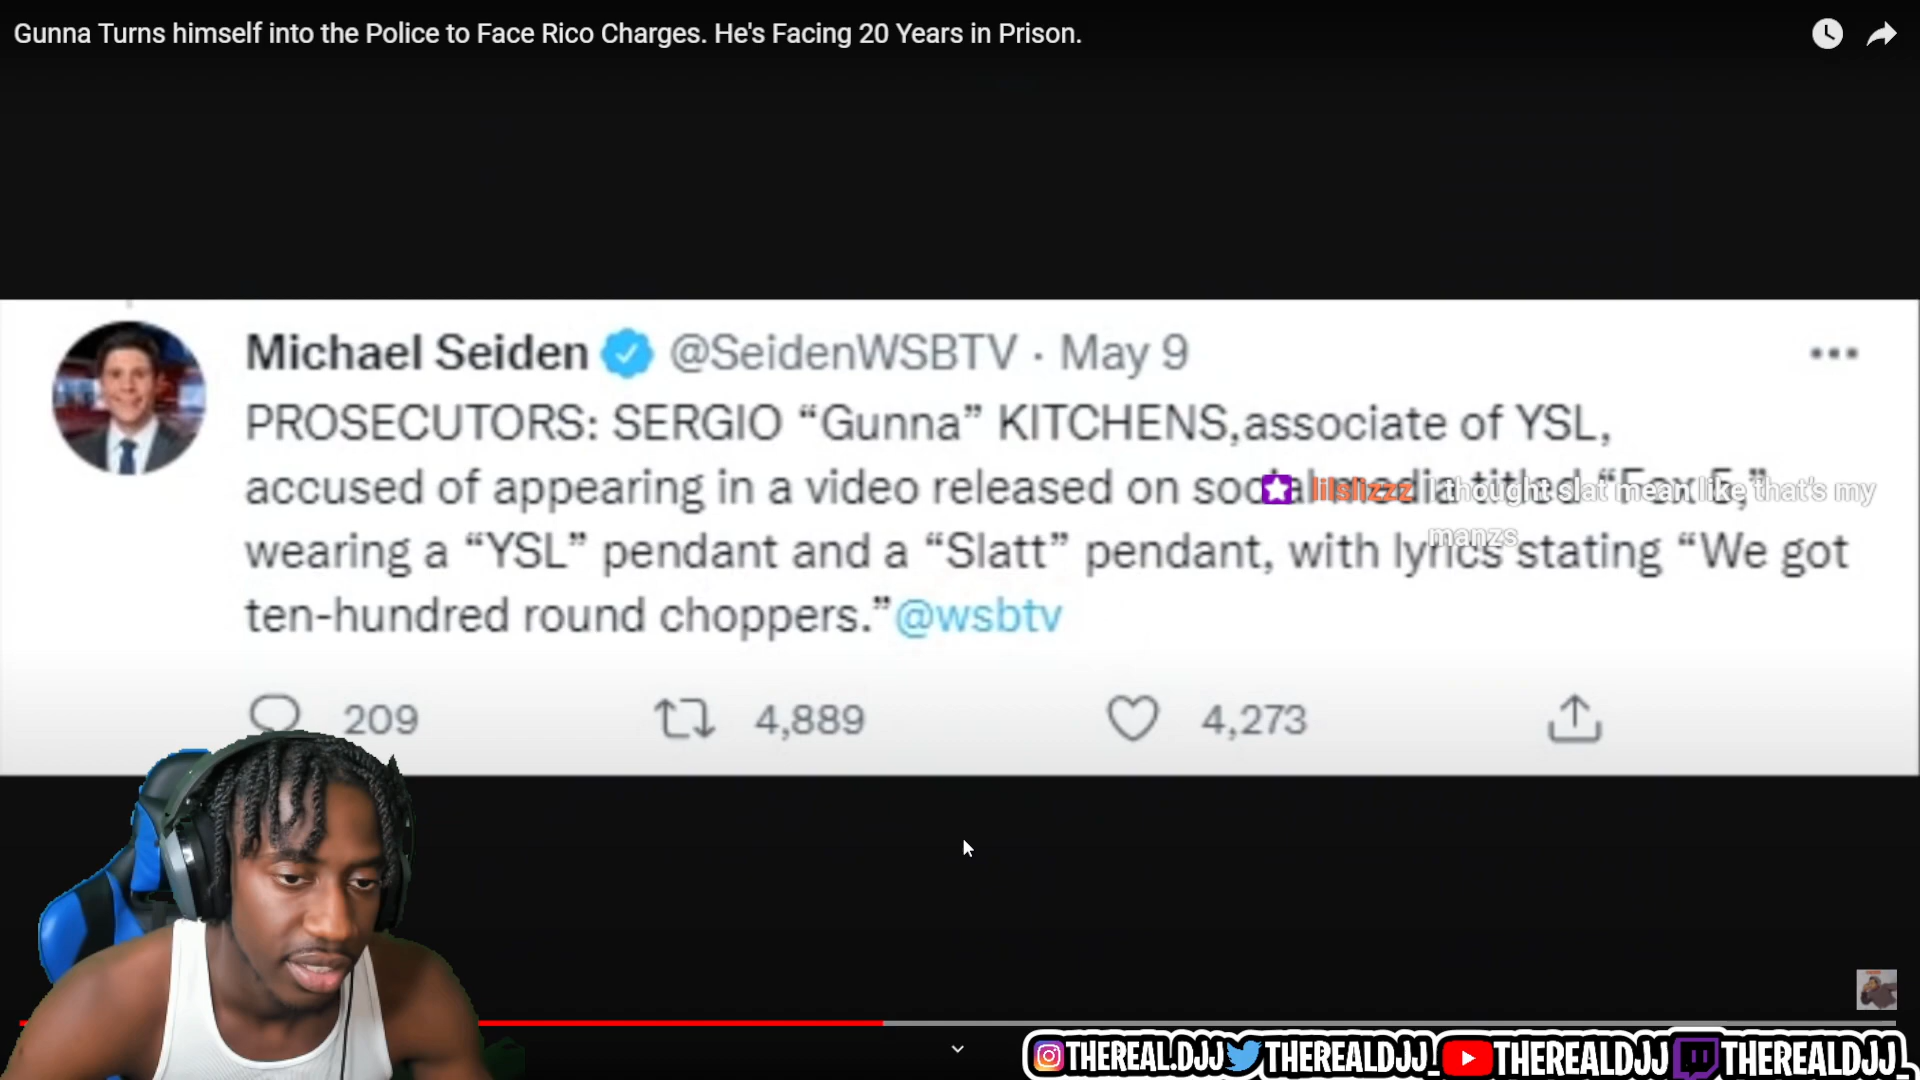 Gunna Turns himself into the Police to Face Rico Charges. He's Facing 20 Years in Prison.
Michael Seiden @SeidenWSBTV · May 9
PROSECUTORS: SERGIO “Gunna” KITCHENS,associate of YSL,
accused of appearing in a video released on social media titled “Fox 5,”
wearing a “YSL” pendant and a “Slatt” pendant, with lyrics stating “We got
ten-hundred round choppers.”@wsbtv
lilslizzz i thought slat mean like that's my
manzs
209 4,889 4,273
THEREAL.DJJ THEREALDJJ_ THEREALDJJ THEREALDJJ_